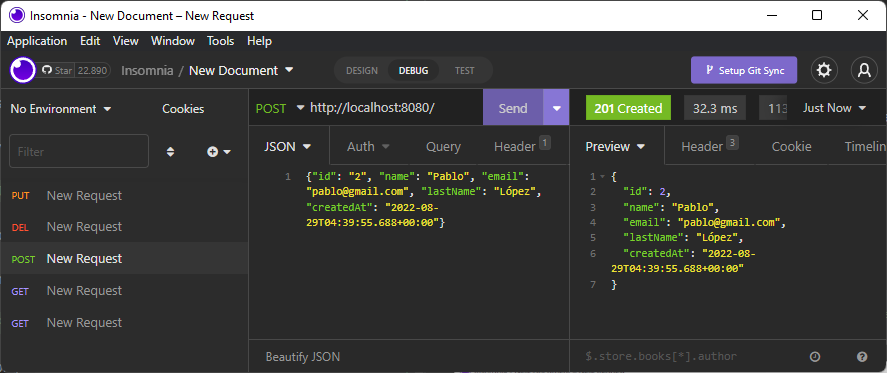 Insomnia - New Document – New Request
Application Edit View Window Tools Help
Star 22.890 Insomnia / New Document DESIGN DEBUG TEST Setup Git Sync
No Environment Cookies POST http://localhost:8080/ Send 201 Created 32.3 ms 113 Just Now
Filter JSON Auth Query Header 1 Preview Header 3 Cookie Timelin
PUT New Request
DEL New Request
POST New Request
GET New Request
GET New Request
1 {"id": "2", "name": "Pablo", "email":
"pablo@gmail.com", "lastName": "López",
"createdAt": "2022-08-
29T04:39:55.688+00:00"}
1 {
2 "id": 2,
3 "name": "Pablo",
4 "email": "pablo@gmail.com",
5 "lastName": "López",
6 "createdAt": "2022-08-
29T04:39:55.688+00:00"
7 }
Beautify JSON $.store.books[*].author